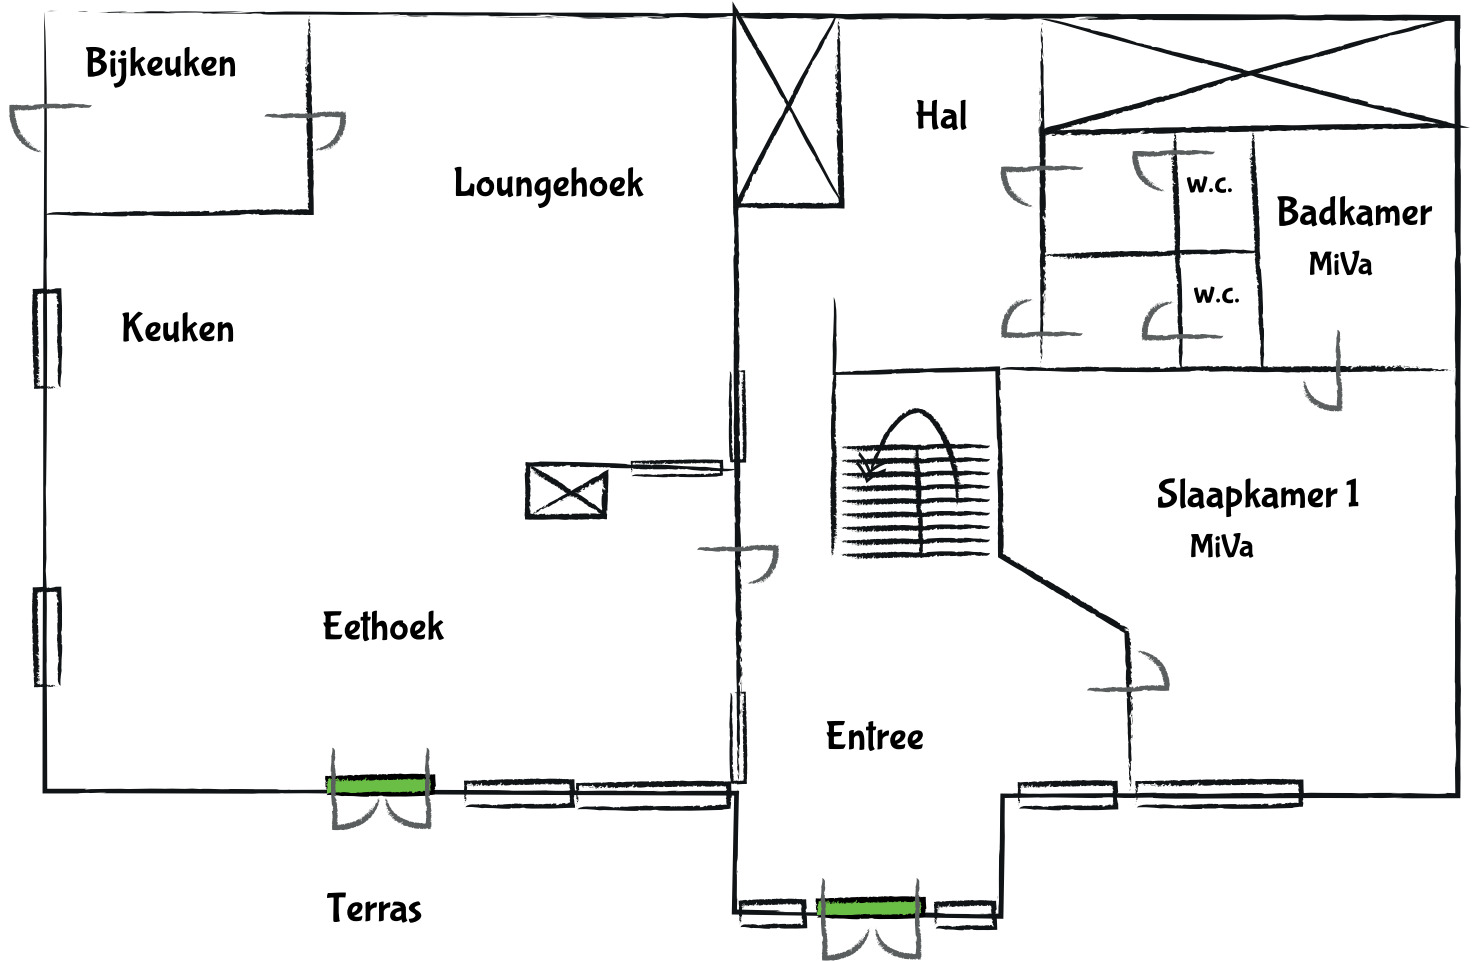 Bijkeuken
Hal
Loungehoek
w.c.
Badkamer
MiVa
w.c.
Keuken
Slaapkamer 1
MiVa
Eethoek
Entree
Terras